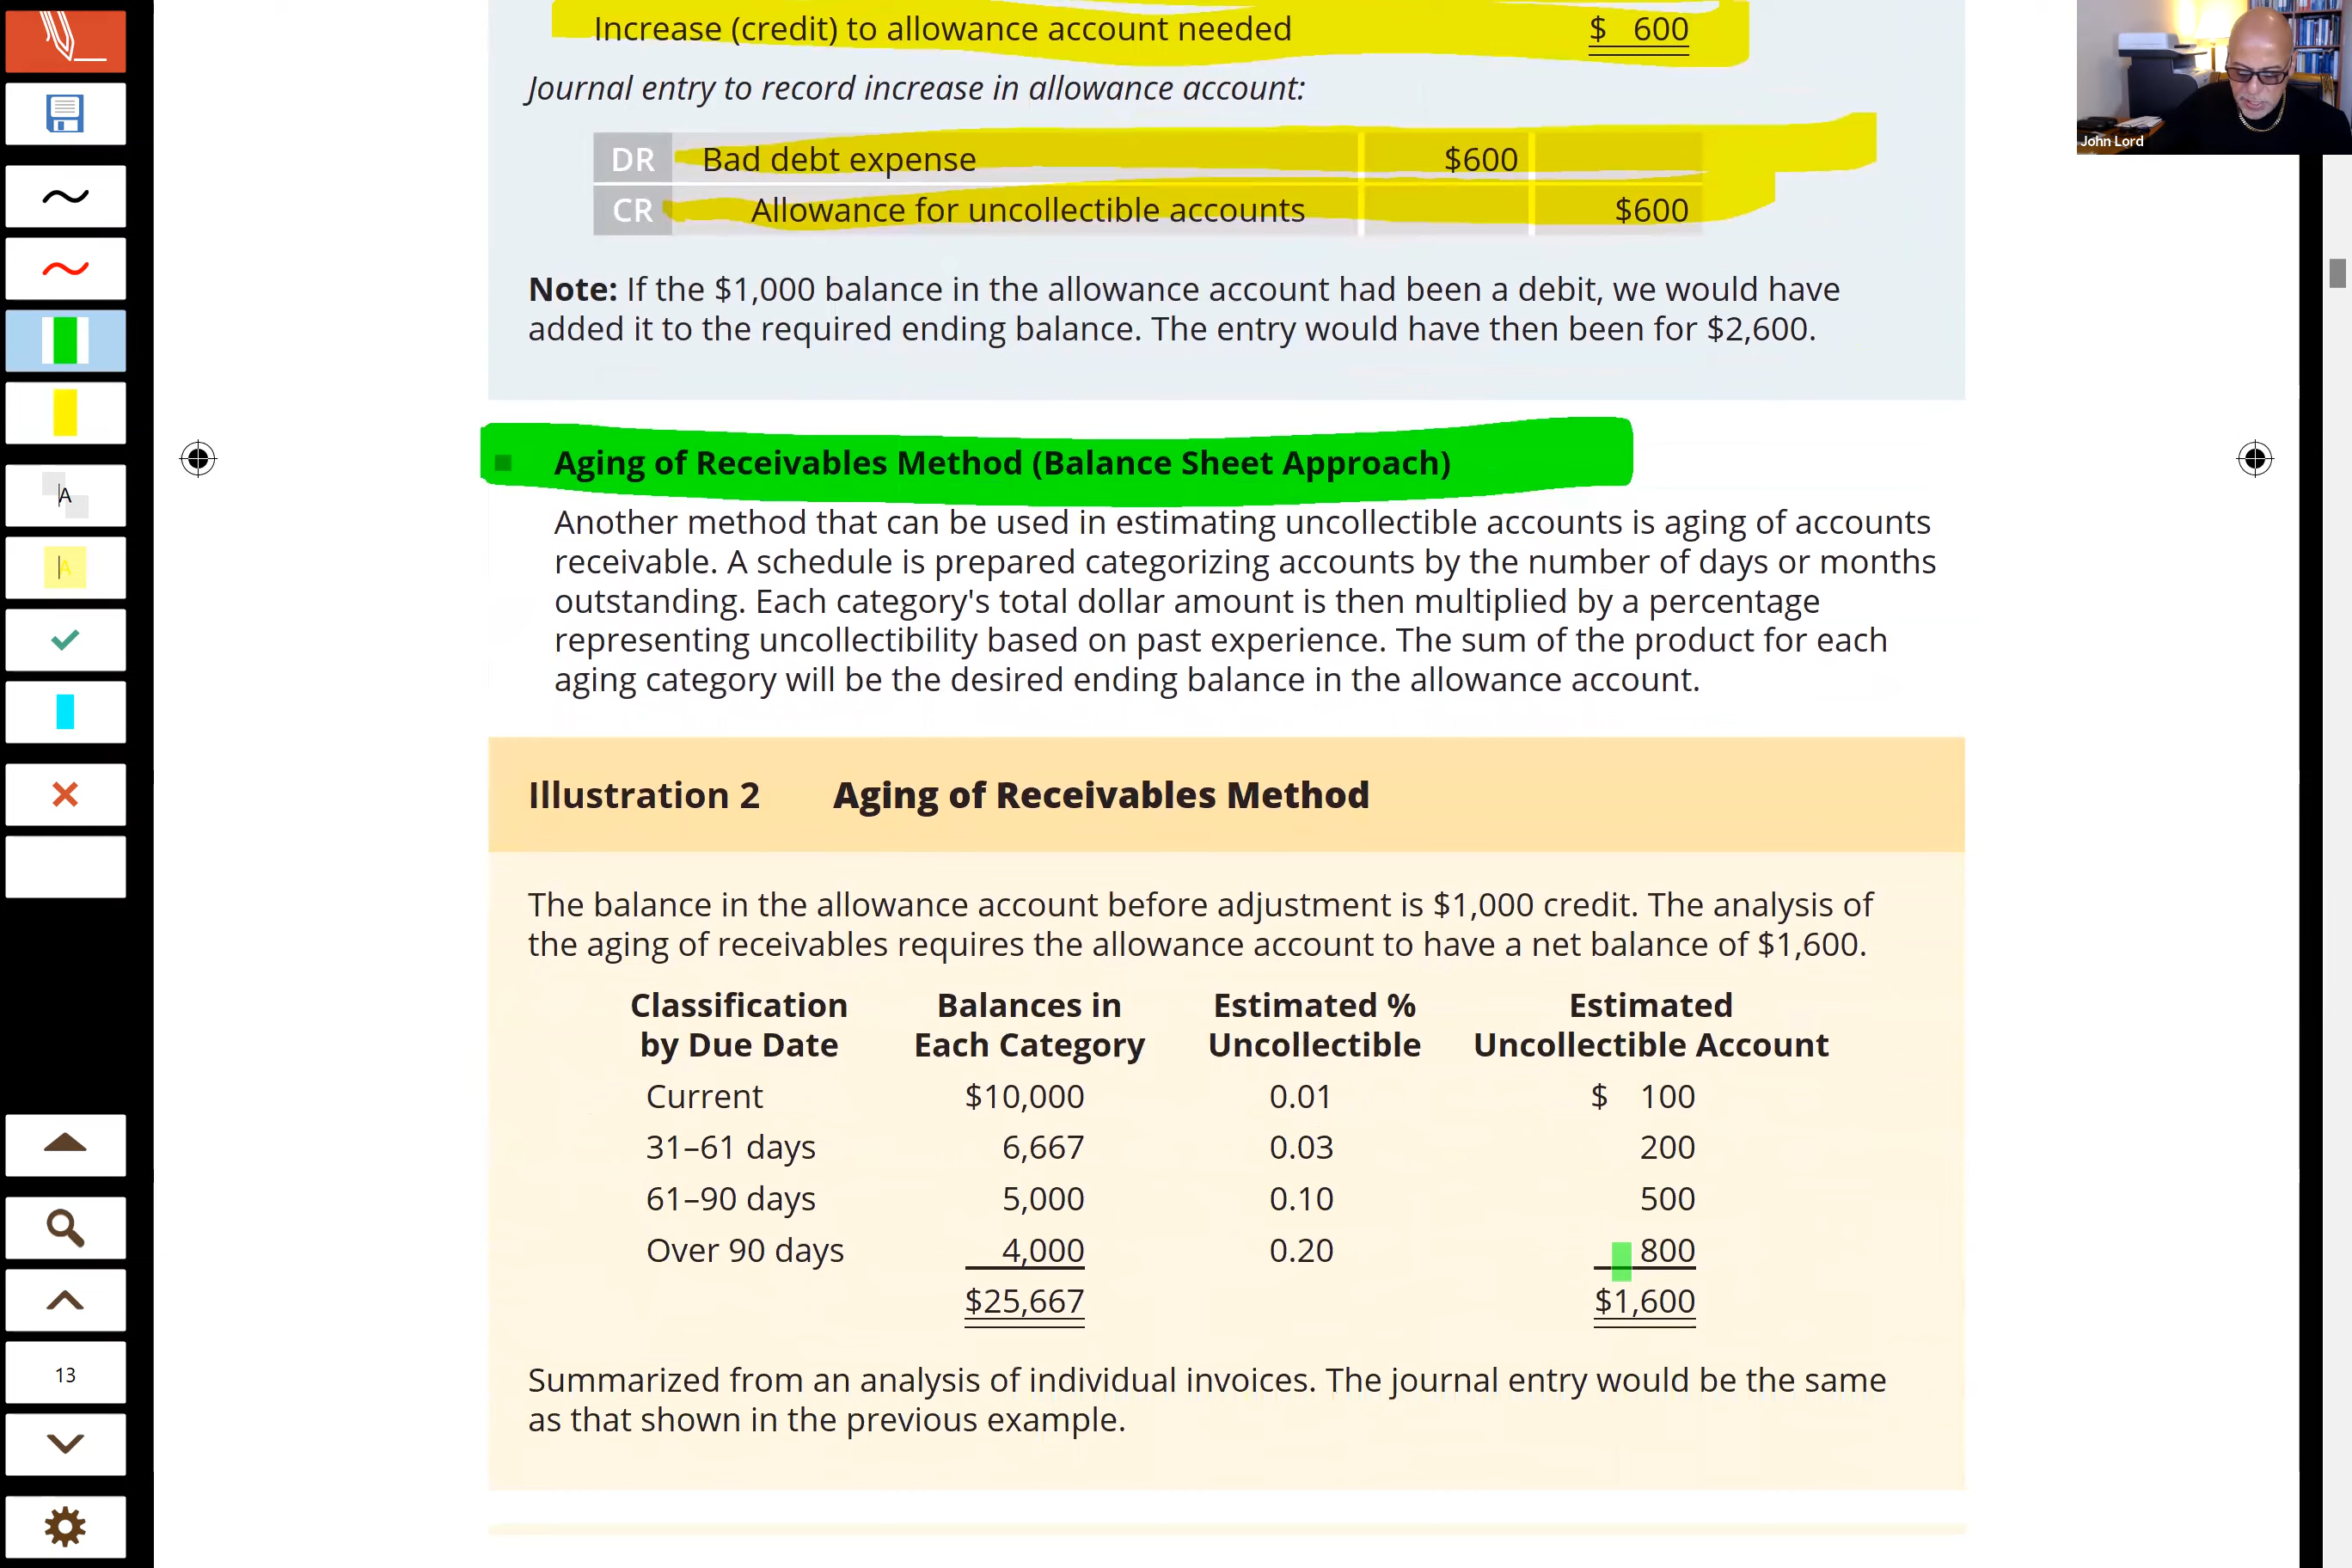 Increase (credit) to allowance account needed $ 600
Journal entry to record increase in allowance account:
John Lord
DR Bad debt expense $600
CR Allowance for uncollectible accounts $600
Note: If the $1,000 balance in the allowance account had been a debit, we would have
added it to the required ending balance. The entry would have then been for $2,600.
Aging of Receivables Method (Balance Sheet Approach)
Another method that can be used in estimating uncollectible accounts is aging of accounts
receivable. A schedule is prepared categorizing accounts by the number of days or months
outstanding. Each category's total dollar amount is then multiplied by a percentage
representing uncollectibility based on past experience. The sum of the product for each
aging category will be the desired ending balance in the allowance account.
Illustration 2 Aging of Receivables Method
The balance in the allowance account before adjustment is $1,000 credit. The analysis of
the aging of receivables requires the allowance account to have a net balance of $1,600.
Classification Balances in Estimated % Estimated
by Due Date Each Category Uncollectible Uncollectible Account
Current $10,000 0.01 $ 100
31–61 days 6,667 0.03 200
61–90 days 5,000 0.10 500
Over 90 days 4,000 0.20 800
$25,667 $1,600
Summarized from an analysis of individual invoices. The journal entry would be the same
as that shown in the previous example.
A
A
13